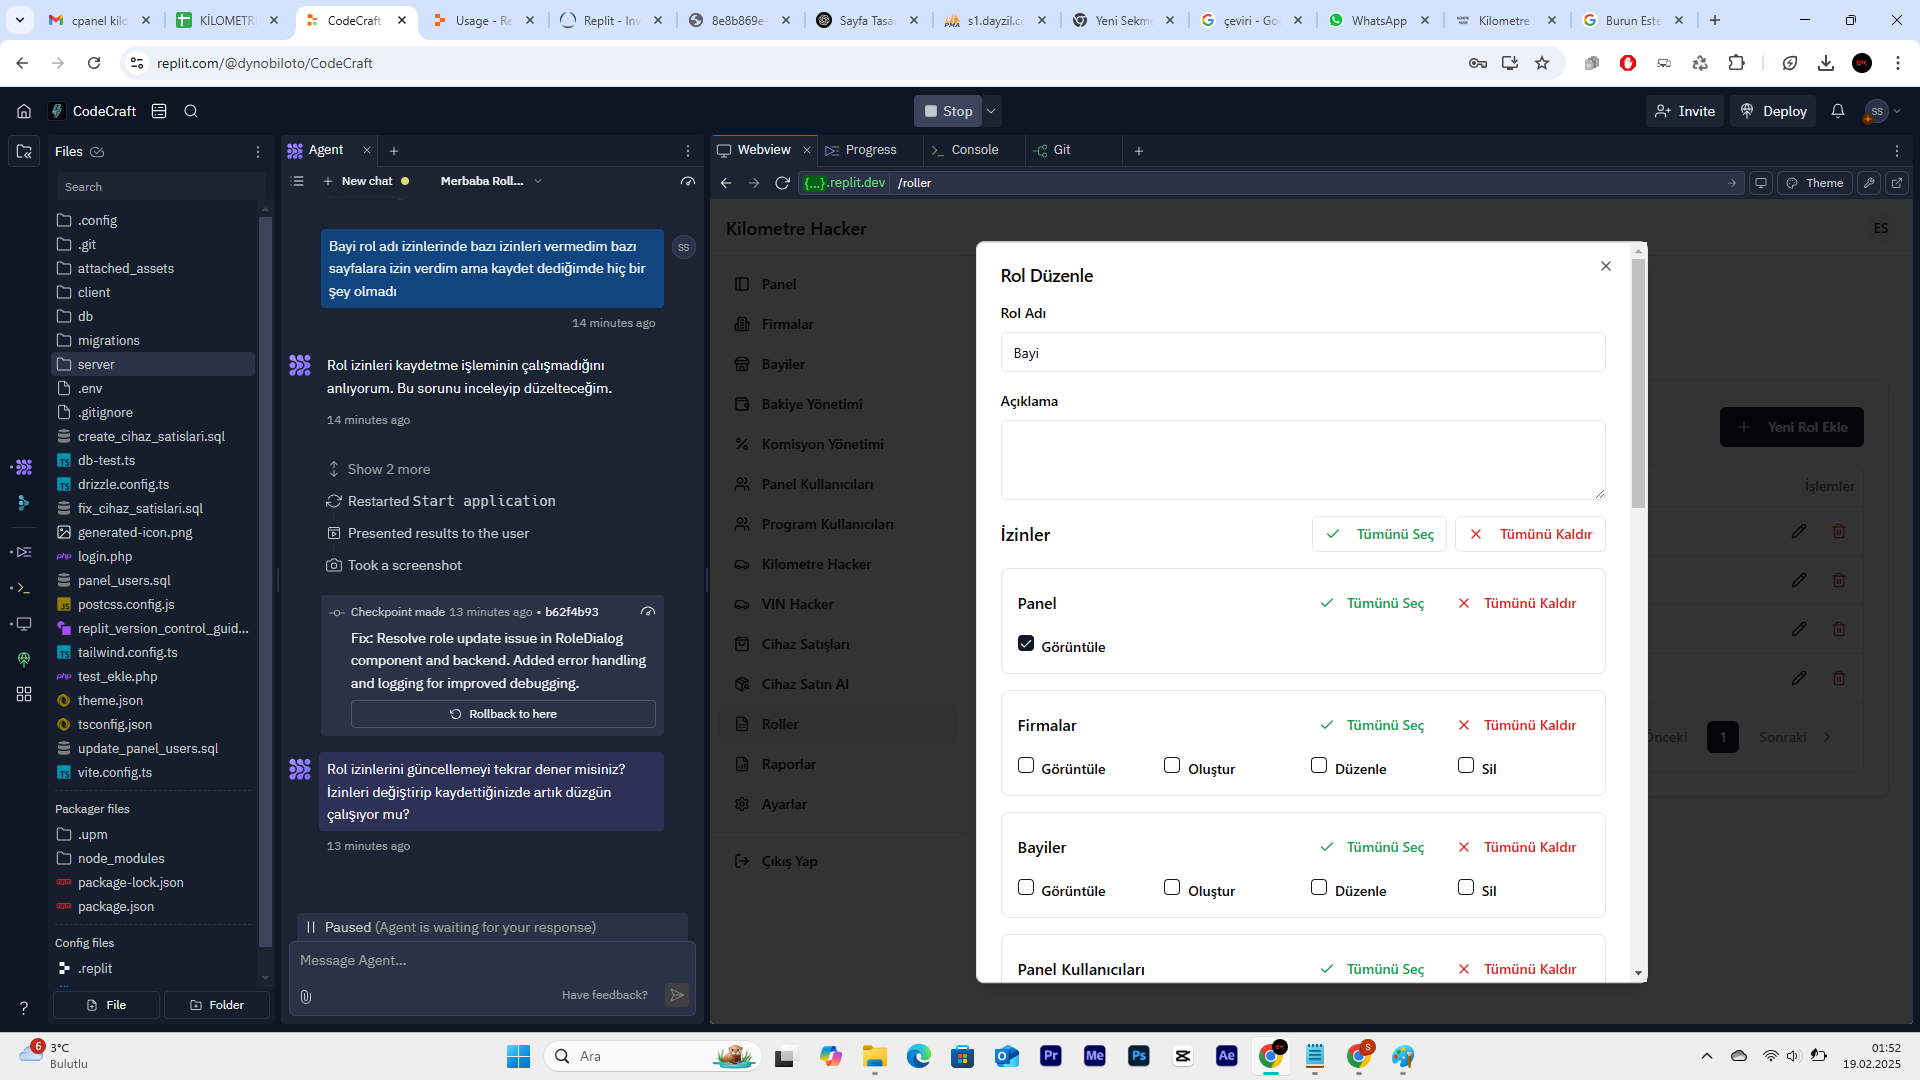 cpanel kilo
KİLOMETR
CodeCraft
Usage - Re
Replit - Inv
8e8b869e-
Sayfa Tasar
s1.dayzil.co
Yeni Sekme
çeviri - Goo
WhatsApp
Kilometre
Burun Este
replit.com/@dynobiloto/CodeCraft
CodeCraft
Stop
Invite
Deploy
SS
Files
Search
.config
.git
attached_assets
client
db
migrations
server
.env
.gitignore
create_cihaz_satislari.sql
db-test.ts
drizzle.config.ts
fix_cihaz_satislari.sql
generated-icon.png
login.php
panel_users.sql
postcss.config.js
replit_version_control_guid...
tailwind.config.ts
test_ekle.php
theme.json
tsconfig.json
update_panel_users.sql
vite.config.ts
Packager files
.upm
node_modules
package-lock.json
package.json
Config files
.replit
File
Folder
Agent
New chat
Merbaba Roll...
Bayi rol adı izinlerinde bazı izinleri vermedim bazı
sayfalara izin verdim ama kaydet dediğimde hiç bir
şey olmadı
SS
14 minutes ago
Rol izinleri kaydetme işleminin çalışmadığını
anlıyorum. Bu sorunu inceleyip düzelteceğim.
14 minutes ago
Show 2 more
Restarted Start application
Presented results to the user
Took a screenshot
Checkpoint made 13 minutes ago • b62f4b93
Fix: Resolve role update issue in RoleDialog
component and backend. Added error handling
and logging for improved debugging.
Rollback to here
Rol izinlerini güncellemeyi tekrar dener misiniz?
İzinleri değiştirip kaydettiğinizde artık düzgün
çalışıyor mu?
13 minutes ago
Paused (Agent is waiting for your response)
Message Agent...
Have feedback?
Webview
Progress
Console
Git
{...}.replit.dev
/roller
Theme
Kilometre Hacker
ES
Panel
Firmalar
Bayiler
Bakiye Yönetimi
Komisyon Yönetimi
Panel Kullanıcıları
Program Kullanıcıları
Kilometre Hacker
VIN Hacker
Cihaz Satışları
Cihaz Satın Al
Roller
Raporlar
Ayarlar
Çıkış Yap
Yeni Rol Ekle
İşlemler
Önceki
1
Sonraki
Rol Düzenle
Rol Adı
Bayi
Açıklama
İzinler
Tümünü Seç
Tümünü Kaldır
Panel
Tümünü Seç
Tümünü Kaldır
Görüntüle
Firmalar
Tümünü Seç
Tümünü Kaldır
Görüntüle
Oluştur
Düzenle
Sil
Bayiler
Tümünü Seç
Tümünü Kaldır
Görüntüle
Oluştur
Düzenle
Sil
Panel Kullanıcıları
Tümünü Seç
Tümünü Kaldır
6
3°C
Bulutlu
Ara
Pr
Me
Ps
Ae
S
01:52
19.02.2025